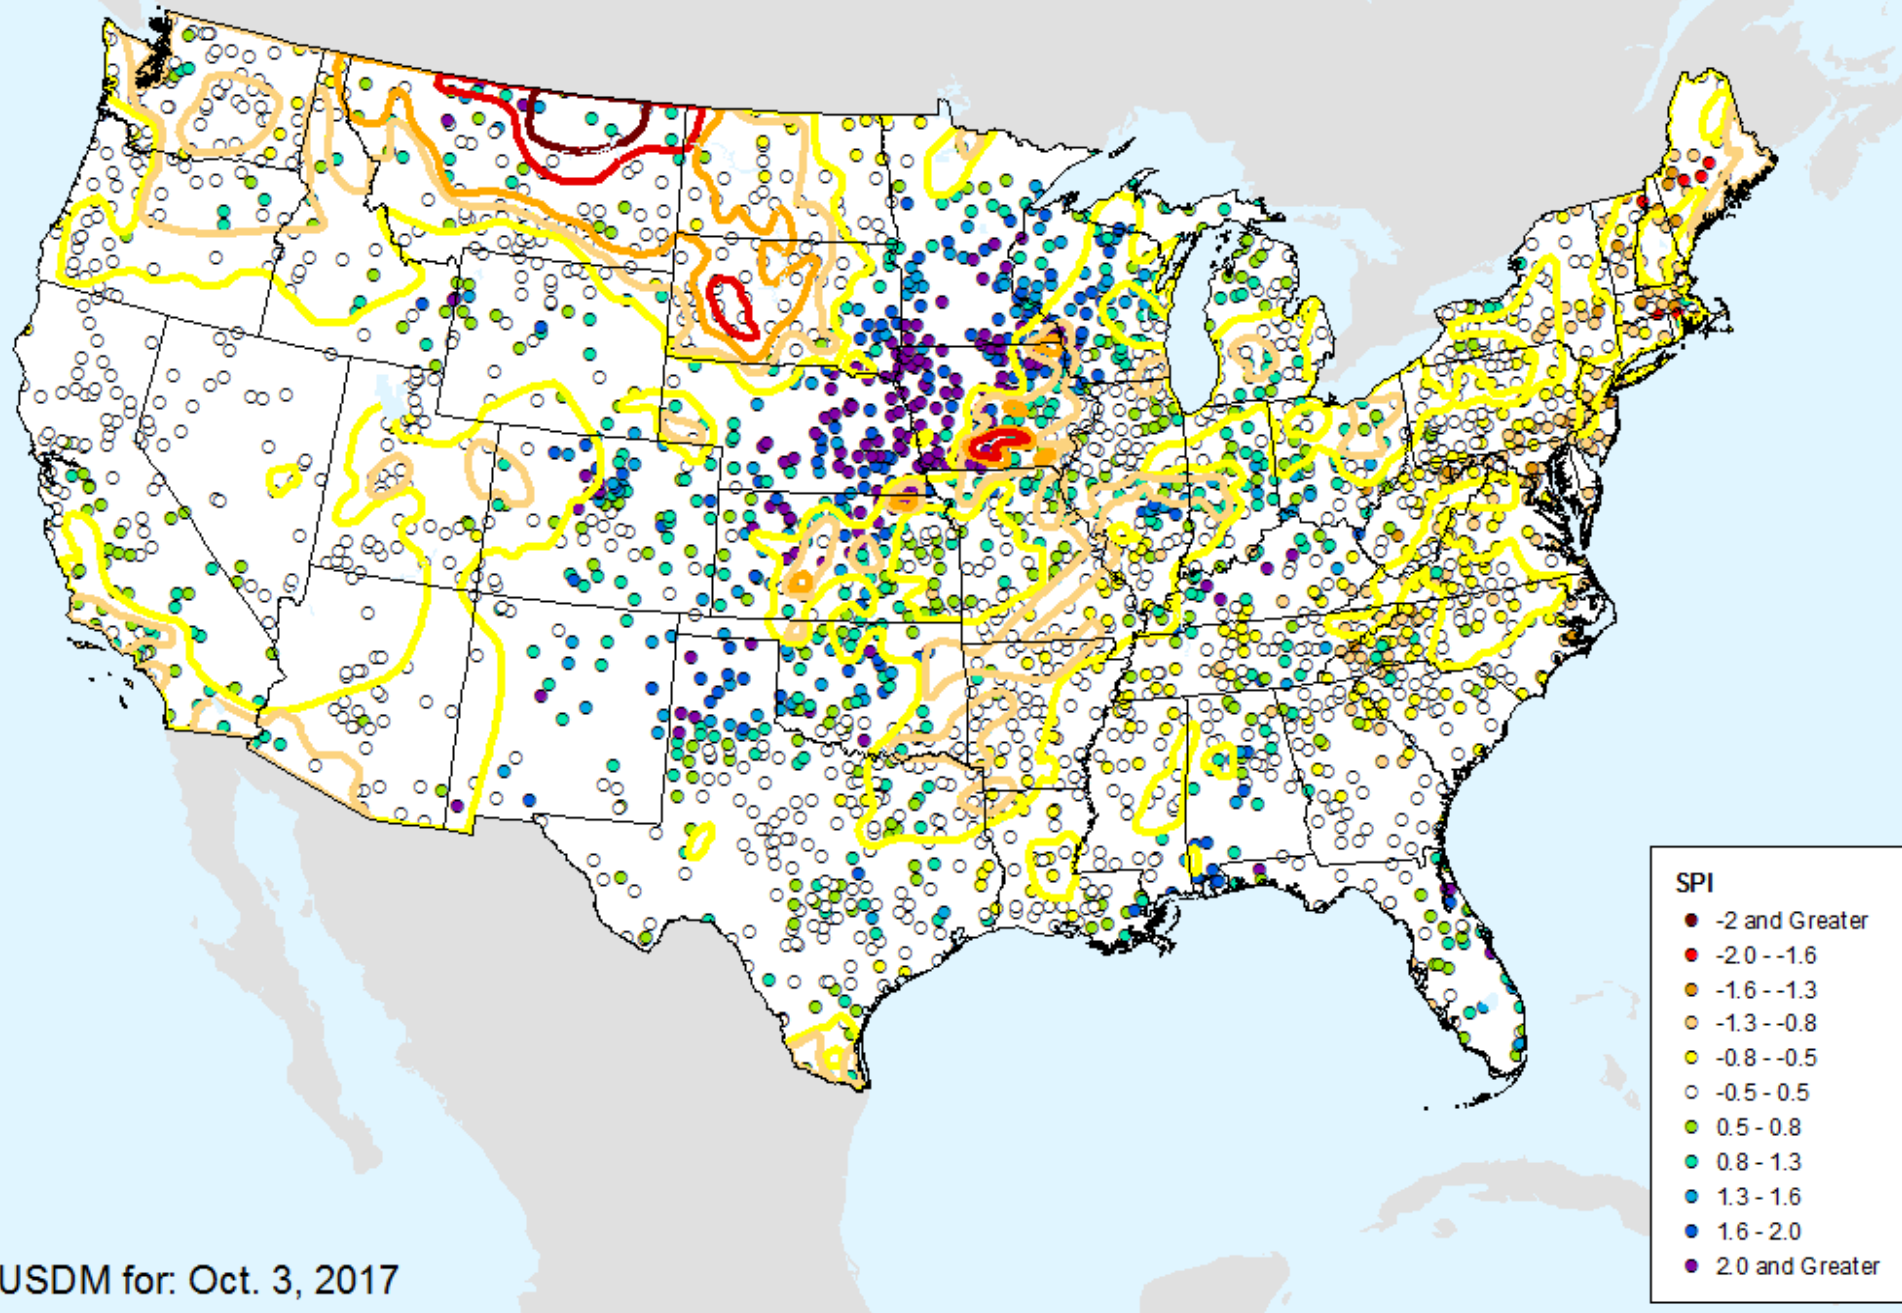 SPI
-2 and Greater
-2.0 - -1.6
-1.6 - -1.3
-1.3 - -0.8
-0.8 - -0.5
-0.5 - 0.5
0.5 - 0.8
0.8 - 1.3
1.3 - 1.6
1.6 - 2.0
2.0 and Greater
USDM for: Oct. 3, 2017